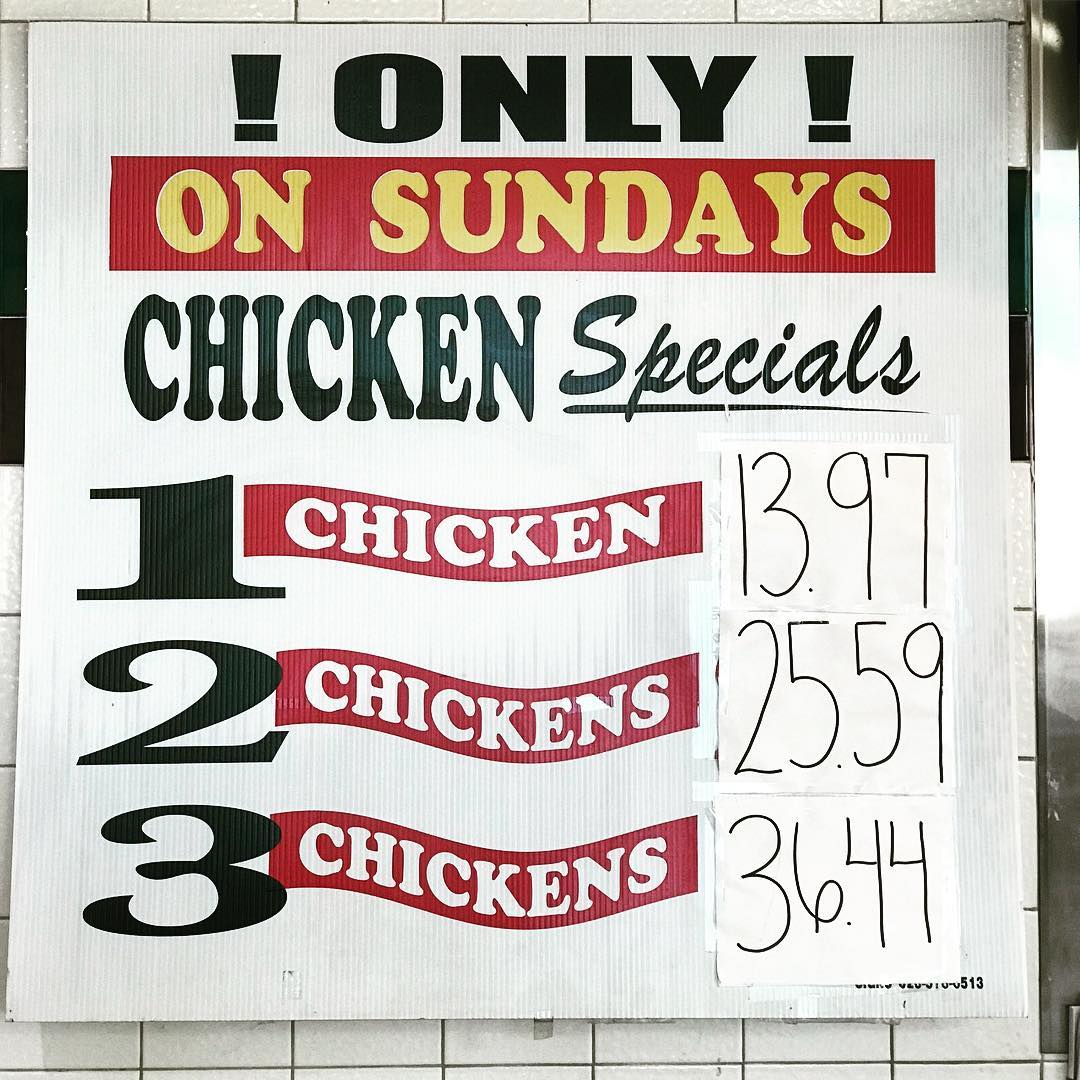 ! ONLY !
ON SUNDAYS
CHICKEN Specials
1 CHICKEN 13.97
2 CHICKENS 25.59
3 CHICKENS 36.44